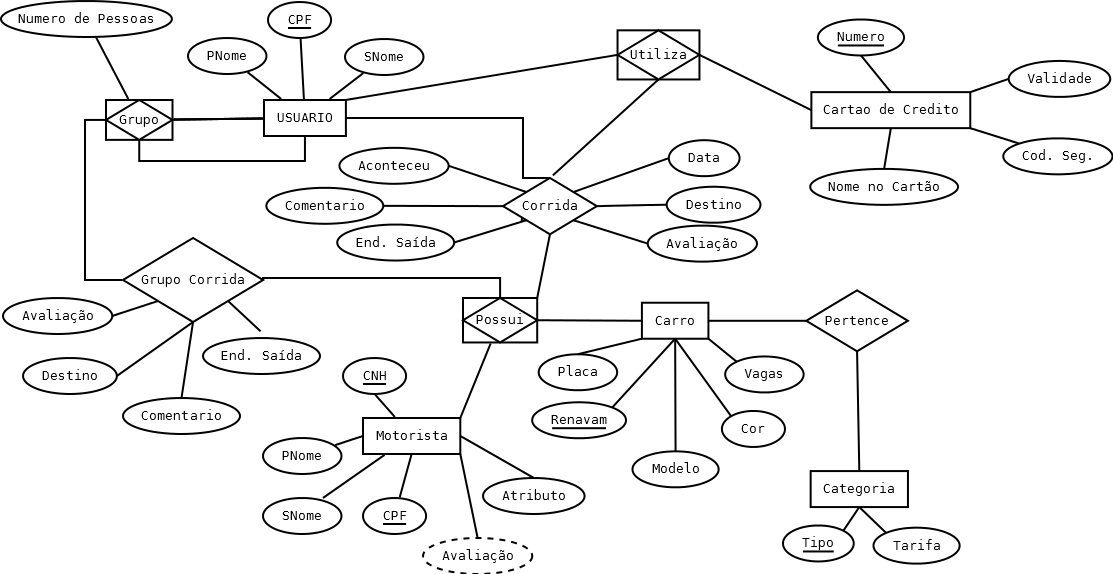 Numero de Pessoas
CPF
PNome
SNome
Utiliza
Numero
Validade
Grupo
USUARIO
Cartao de Credito
Cod. Seg.
Nome no Cartão
Aconteceu
Data
Comentario
Corrida
Destino
End. Saída
Avaliação
Grupo Corrida
Avaliação
Possui
Carro
Pertence
End. Saída
Destino
CNH
Placa
Vagas
Comentario
Renavam
Cor
Motorista
PNome
Modelo
Atributo
Categoria
SNome
CPF
Avaliação
Tipo
Tarifa